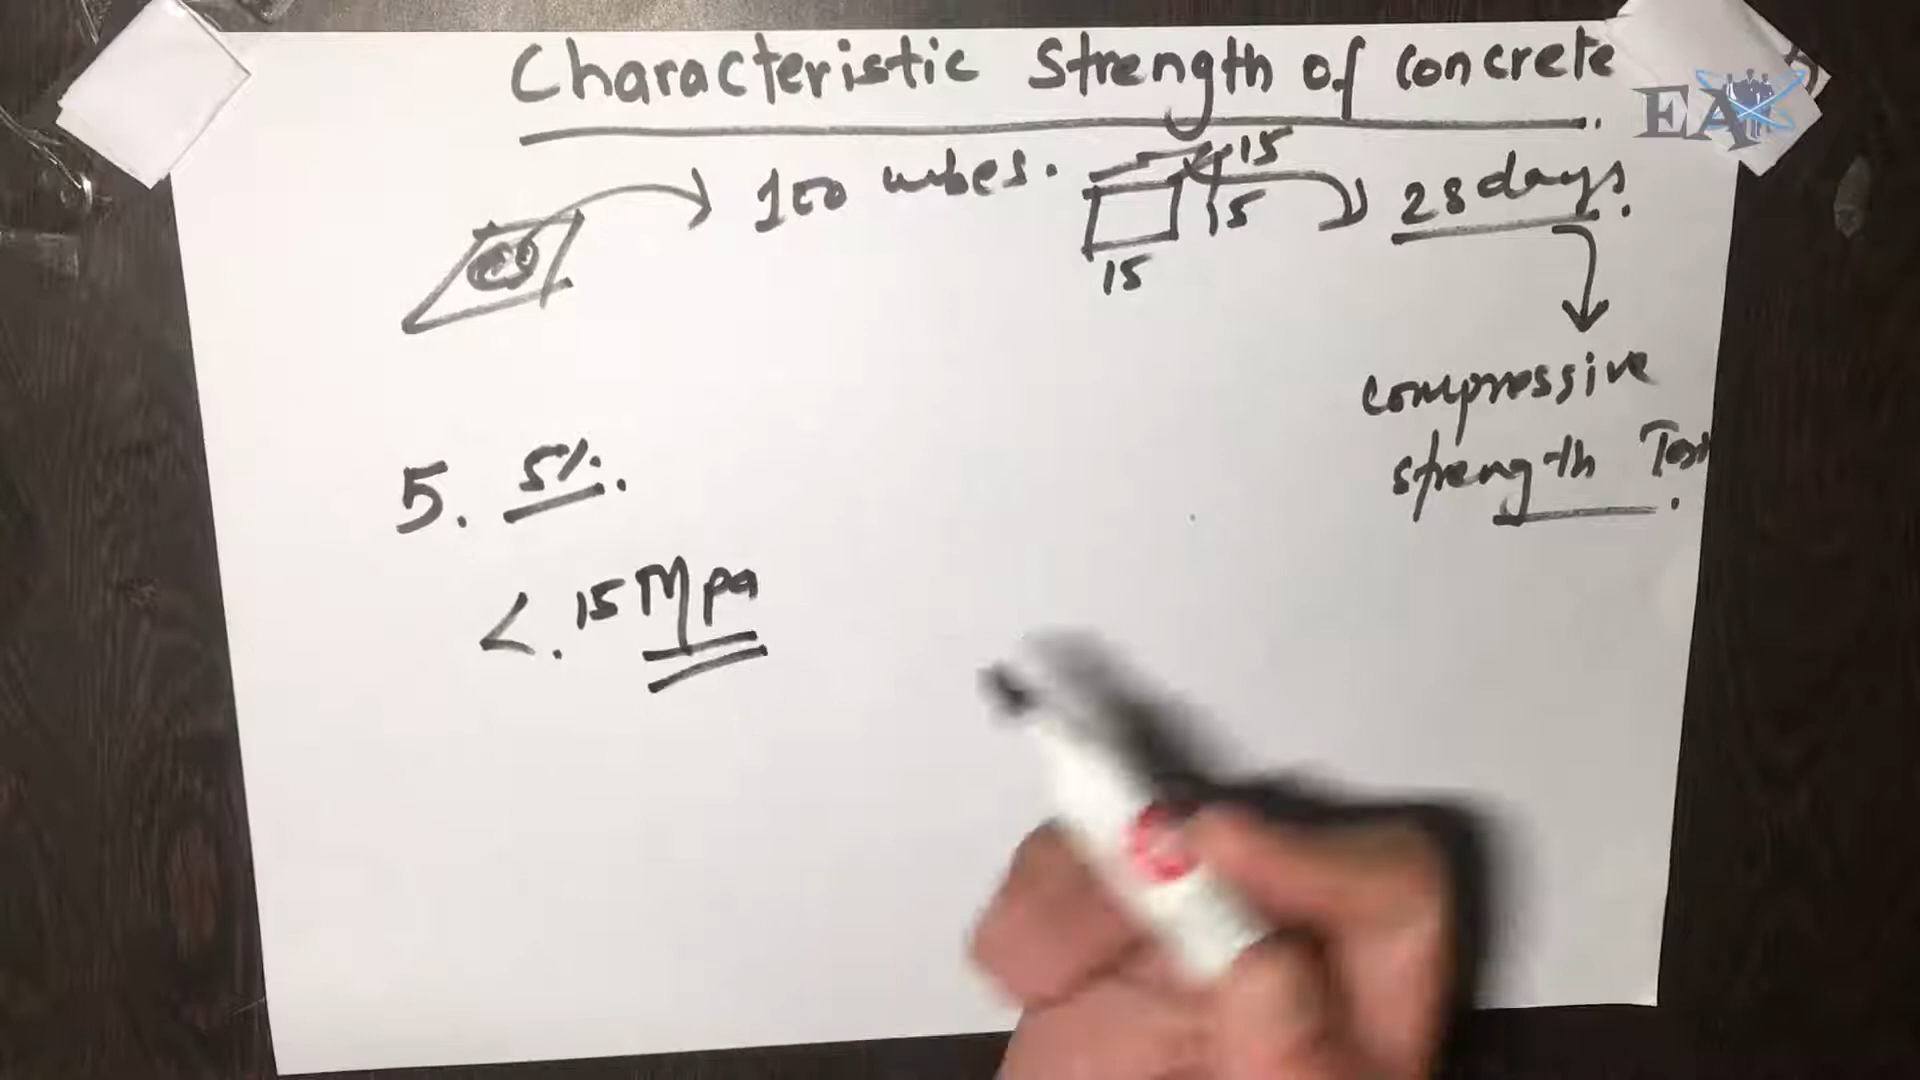 Characteristic Strength of concrete
EA
100 cubes.
15
15
15
28 days.
compressive
strength Test
5. 5%.
<. 15 Mpa